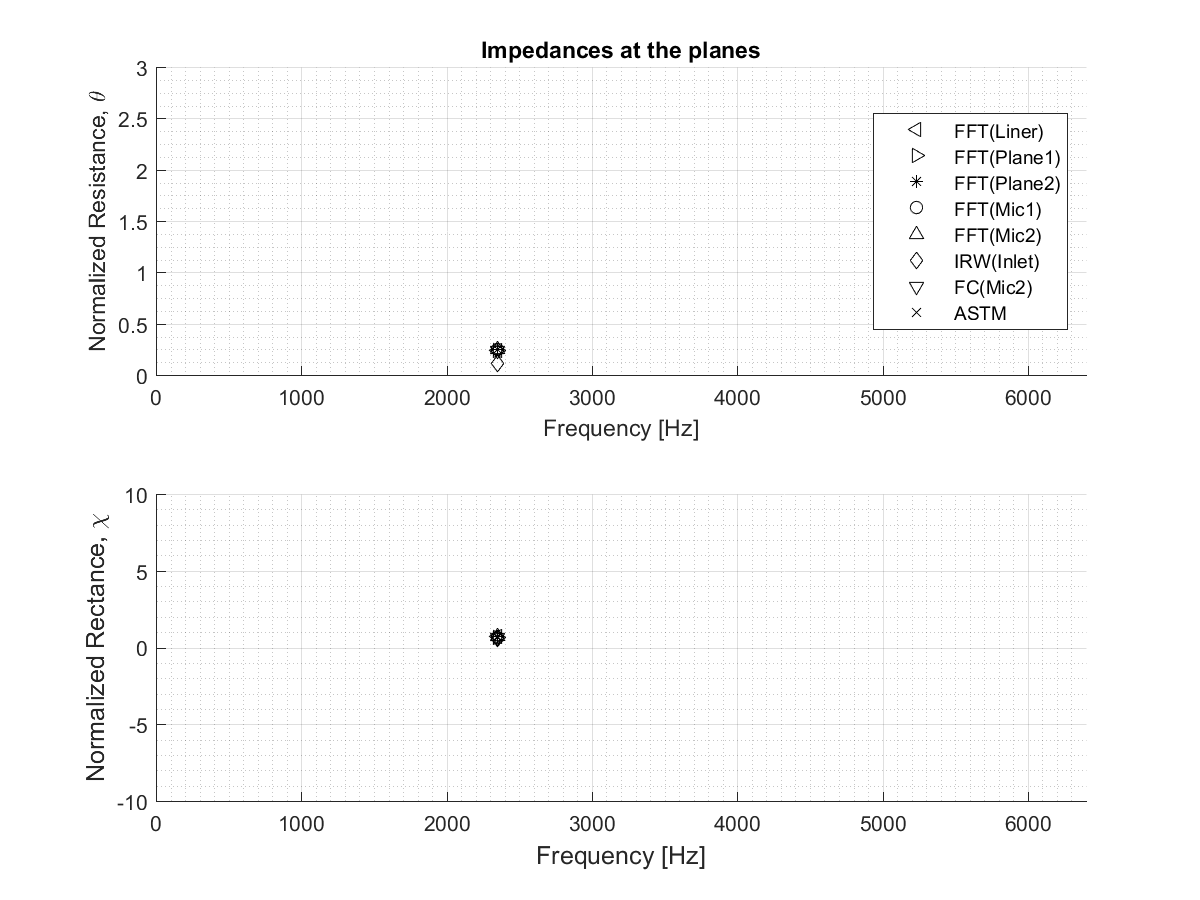 Impedances at the planes
Normalized Resistance, θ
3
2.5
2
1.5
1
0.5
0
0 1000 2000 3000 4000 5000 6000
Frequency [Hz]
FFT(Liner)
FFT(Plane1)
FFT(Plane2)
FFT(Mic1)
FFT(Mic2)
IRW(Inlet)
FC(Mic2)
ASTM
Normalized Rectance, χ
10
5
0
-5
-10
0 1000 2000 3000 4000 5000 6000
Frequency [Hz]